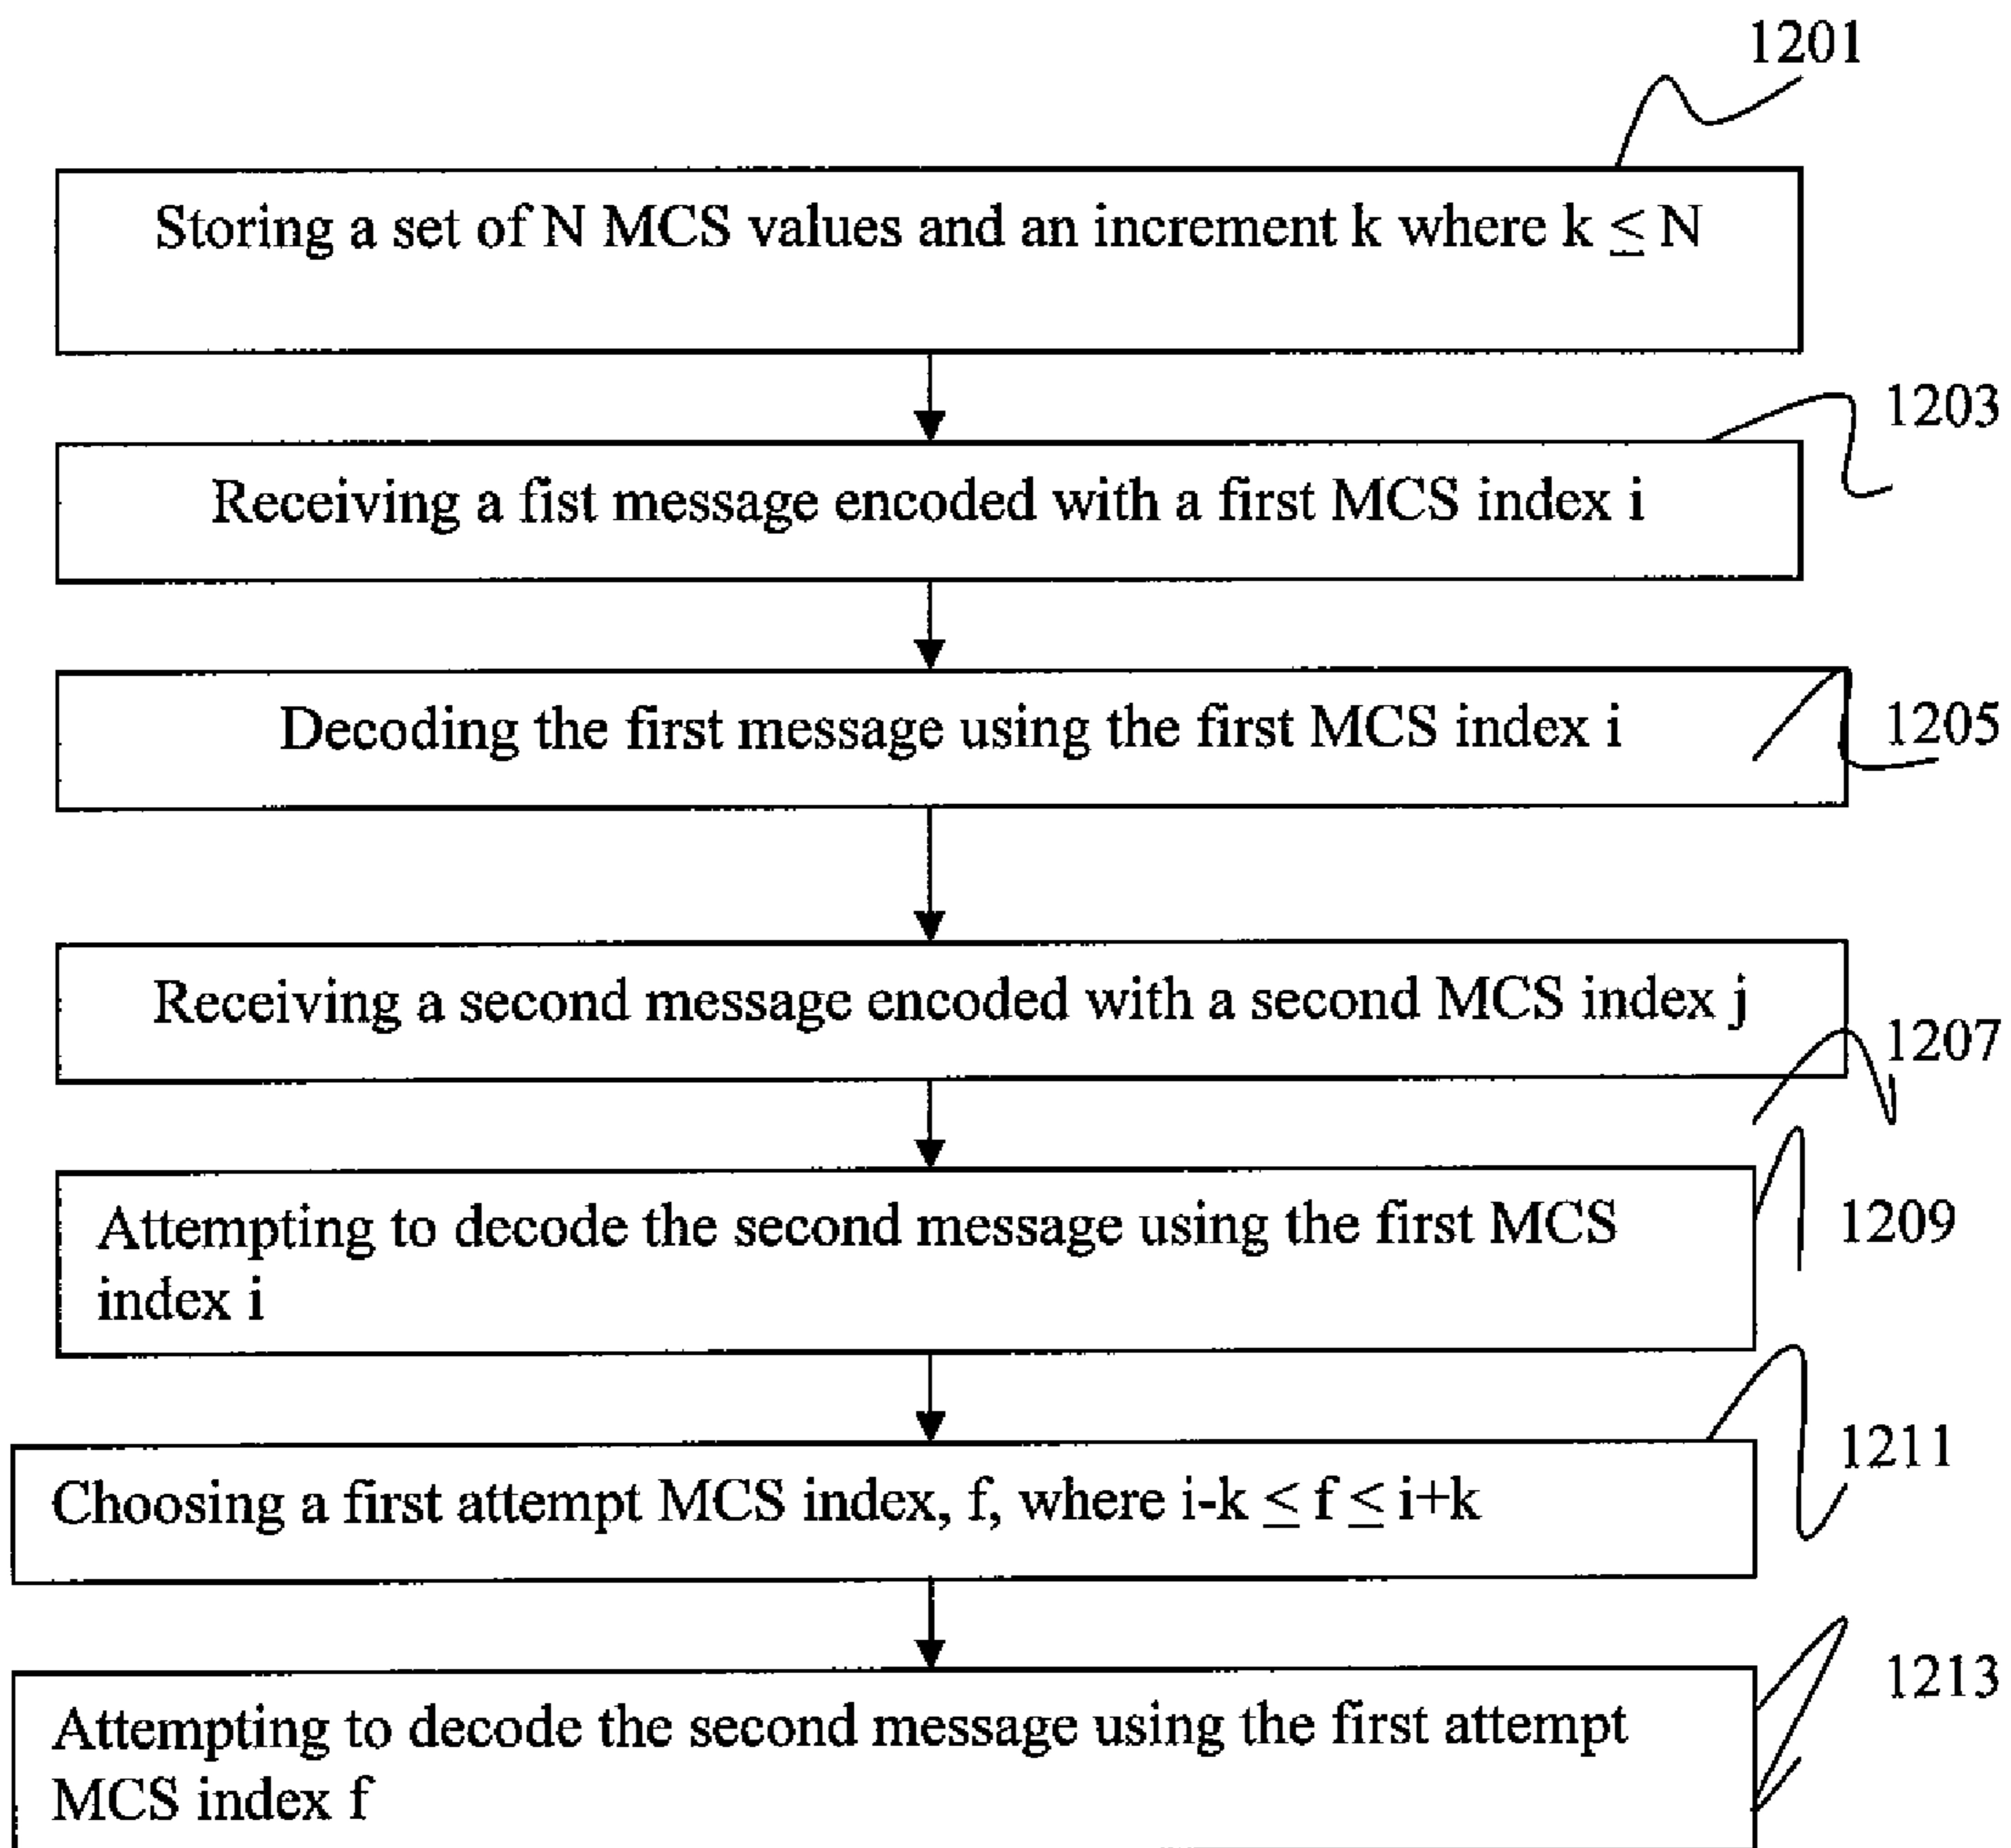 1201
Storing a set of N MCS values and an increment k where k ≤ N
1203
Receiving a fist message encoded with a first MCS index i
Decoding the first message using the first MCS index i
1205
Receiving a second message encoded with a second MCS index j
1207
Attempting to decode the second message using the first MCS
index i
1209
1211
Choosing a first attempt MCS index, f, where i-k ≤ f ≤ i+k
1213
Attempting to decode the second message using the first attempt
MCS index f